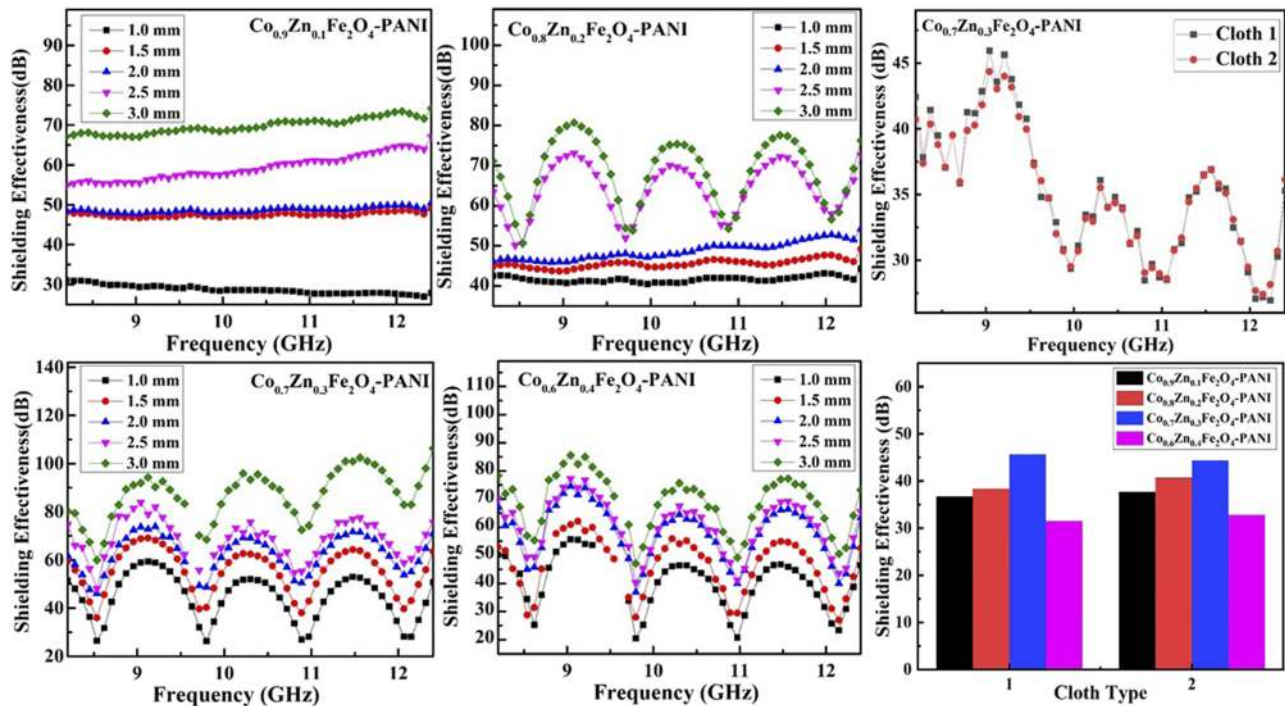 Co₀.₉Zn₀.₁Fe₂O₄-PANI
1.0 mm
1.5 mm
2.0 mm
2.5 mm
3.0 mm
Shielding Effectiveness(dB)
90
80
70
60
50
40
30
9
10
11
12
Frequency (GHz)
Co₀.₈Zn₀.₂Fe₂O₄-PANI
1.0 mm
1.5 mm
2.0 mm
2.5 mm
3.0 mm
Shielding Effectiveness(dB)
100
90
80
70
60
50
40
9
10
11
12
Frequency (GHz)
Co₀.₇Zn₀.₃Fe₂O₄-PANI
Cloth 1
Cloth 2
Shielding Effectiveness (dB)
45
40
35
30
9
10
11
12
Frequency (GHz)
Co₀.₇Zn₀.₃Fe₂O₄-PANI
1.0 mm
1.5 mm
2.0 mm
2.5 mm
3.0 mm
Shielding Effectiveness(dB)
140
120
100
80
60
40
20
9
10
11
12
Frequency (GHz)
Co₀.₆Zn₀.₄Fe₂O₄-PANI
1.0 mm
1.5 mm
2.0 mm
2.5 mm
3.0 mm
Shielding Effectiveness(dB)
110
100
90
80
70
60
50
40
30
20
9
10
11
12
Frequency (GHz)
Co₀.₉Zn₀.₁Fe₂O₄-PANI
Co₀.₈Zn₀.₂Fe₂O₄-PANI
Co₀.₇Zn₀.₃Fe₂O₄-PANI
Co₀.₆Zn₀.₄Fe₂O₄-PANI
Shielding Effectiveness (dB)
60
50
40
30
20
10
0
1
2
Cloth Type